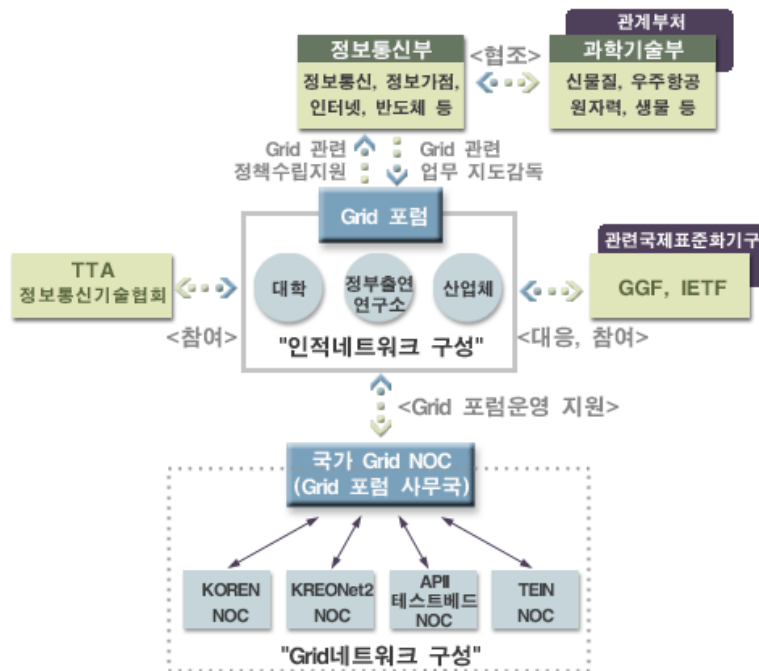 관계부처
정보통신부
<협조>
과학기술부
정보통신, 정보가점,
인터넷, 반도체 등
신물질, 우주항공
원자력, 생물 등
Grid 관련
정책수립지원
Grid 관련
업무 지도감독
Grid 포럼
관련국제표준화기구
TTA
정보통신기술협회
대학
정부출연
연구소
산업체
GGF, IETF
<참여>
"인적네트워크 구성"
<대응, 참여>
<Grid 포럼운영 지원>
국가 Grid NOC
(Grid 포럼 사무국)
KOREN
NOC
KREONet2
NOC
APII
테스트베드
NOC
TEIN
NOC
"Grid네트워크 구성"